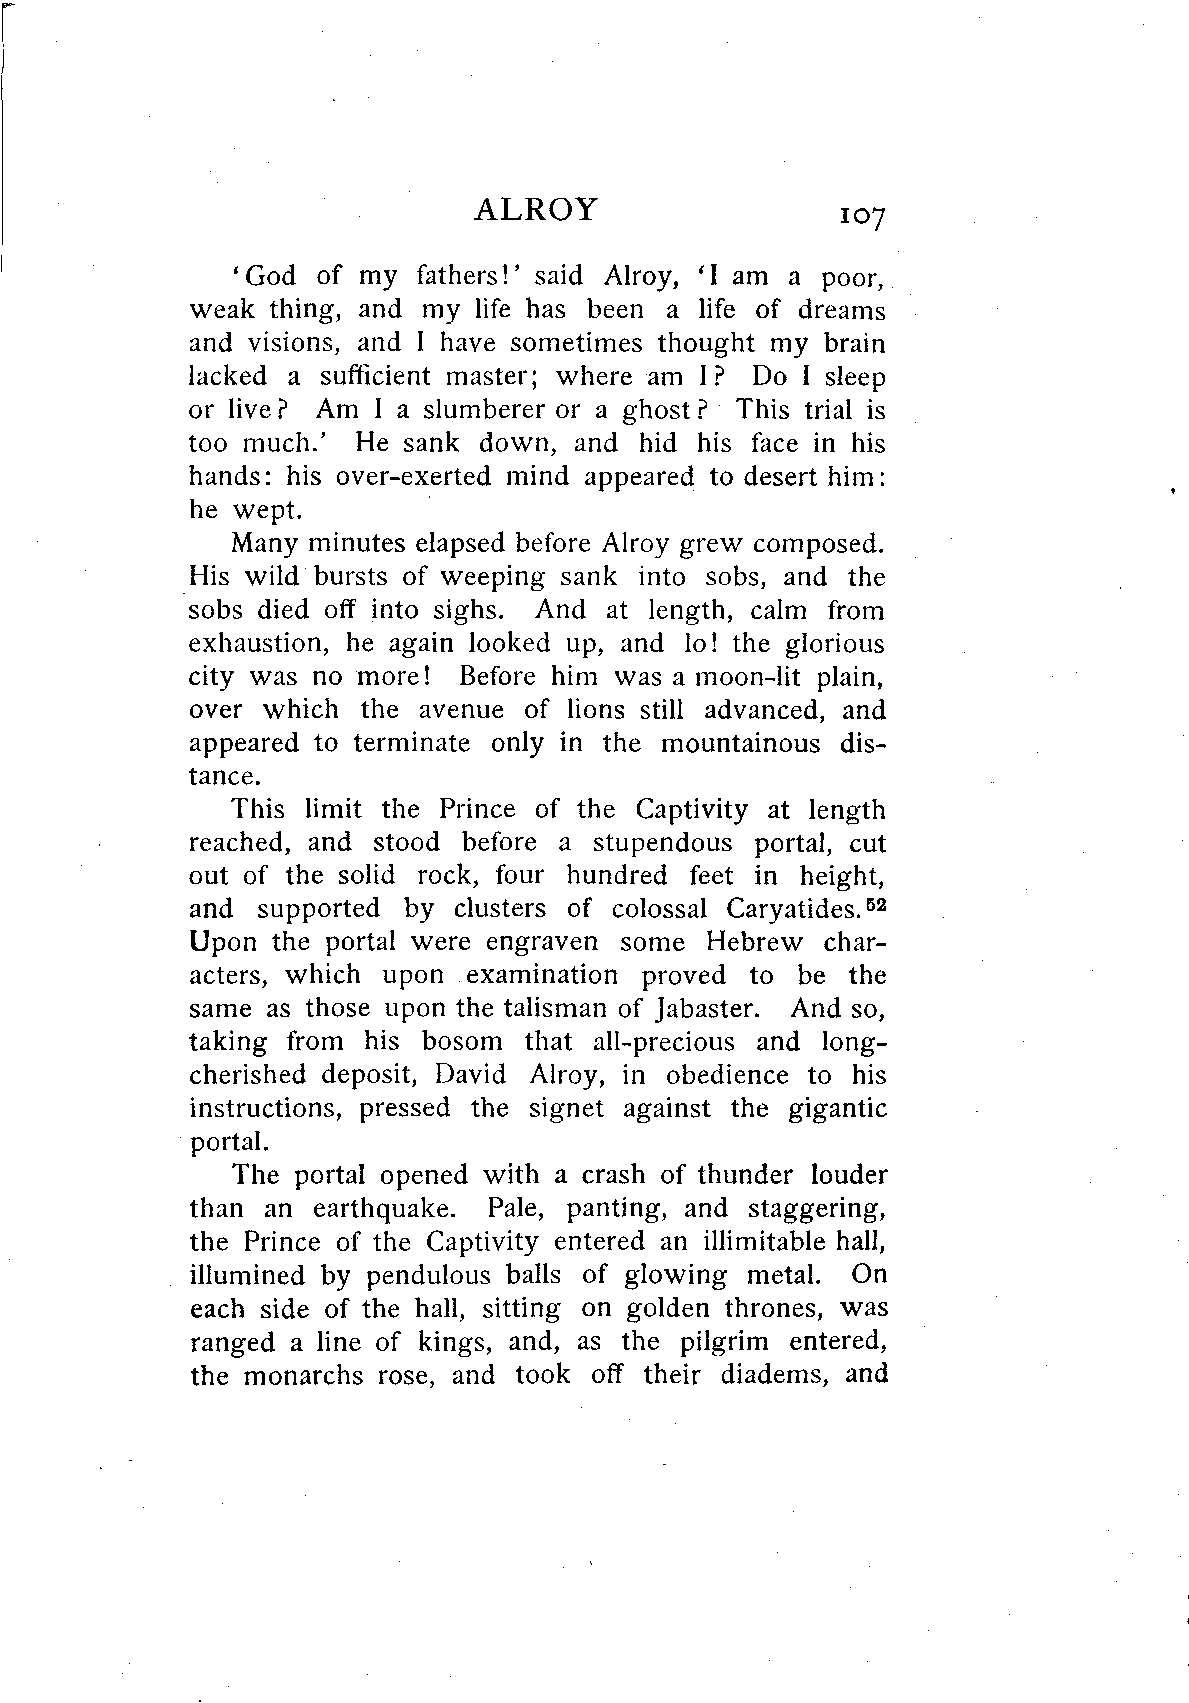 ALROY 107
‘God of my fathers!’ said Alroy, ‘I am a poor,
weak thing, and my life has been a life of dreams
and visions, and I have sometimes thought my brain
lacked a sufficient master; where am I? Do I sleep
or live? Am I a slumberer or a ghost? This trial is
too much.’ He sank down, and hid his face in his
hands: his over-exerted mind appeared to desert him:
he wept.
Many minutes elapsed before Alroy grew composed.
His wild bursts of weeping sank into sobs, and the
sobs died off into sighs. And at length, calm from
exhaustion, he again looked up, and lo! the glorious
city was no more! Before him was a moon-lit plain,
over which the avenue of lions still advanced, and
appeared to terminate only in the mountainous dis-
tance.
This limit the Prince of the Captivity at length
reached, and stood before a stupendous portal, cut
out of the solid rock, four hundred feet in height,
and supported by clusters of colossal Caryatides.⁵²
Upon the portal were engraven some Hebrew char-
acters, which upon examination proved to be the
same as those upon the talisman of Jabaster. And so,
taking from his bosom that all-precious and long-
cherished deposit, David Alroy, in obedience to his
instructions, pressed the signet against the gigantic
portal.
The portal opened with a crash of thunder louder
than an earthquake. Pale, panting, and staggering,
the Prince of the Captivity entered an illimitable hall,
illumined by pendulous balls of glowing metal. On
each side of the hall, sitting on golden thrones, was
ranged a line of kings, and, as the pilgrim entered,
the monarchs rose, and took off their diadems, and